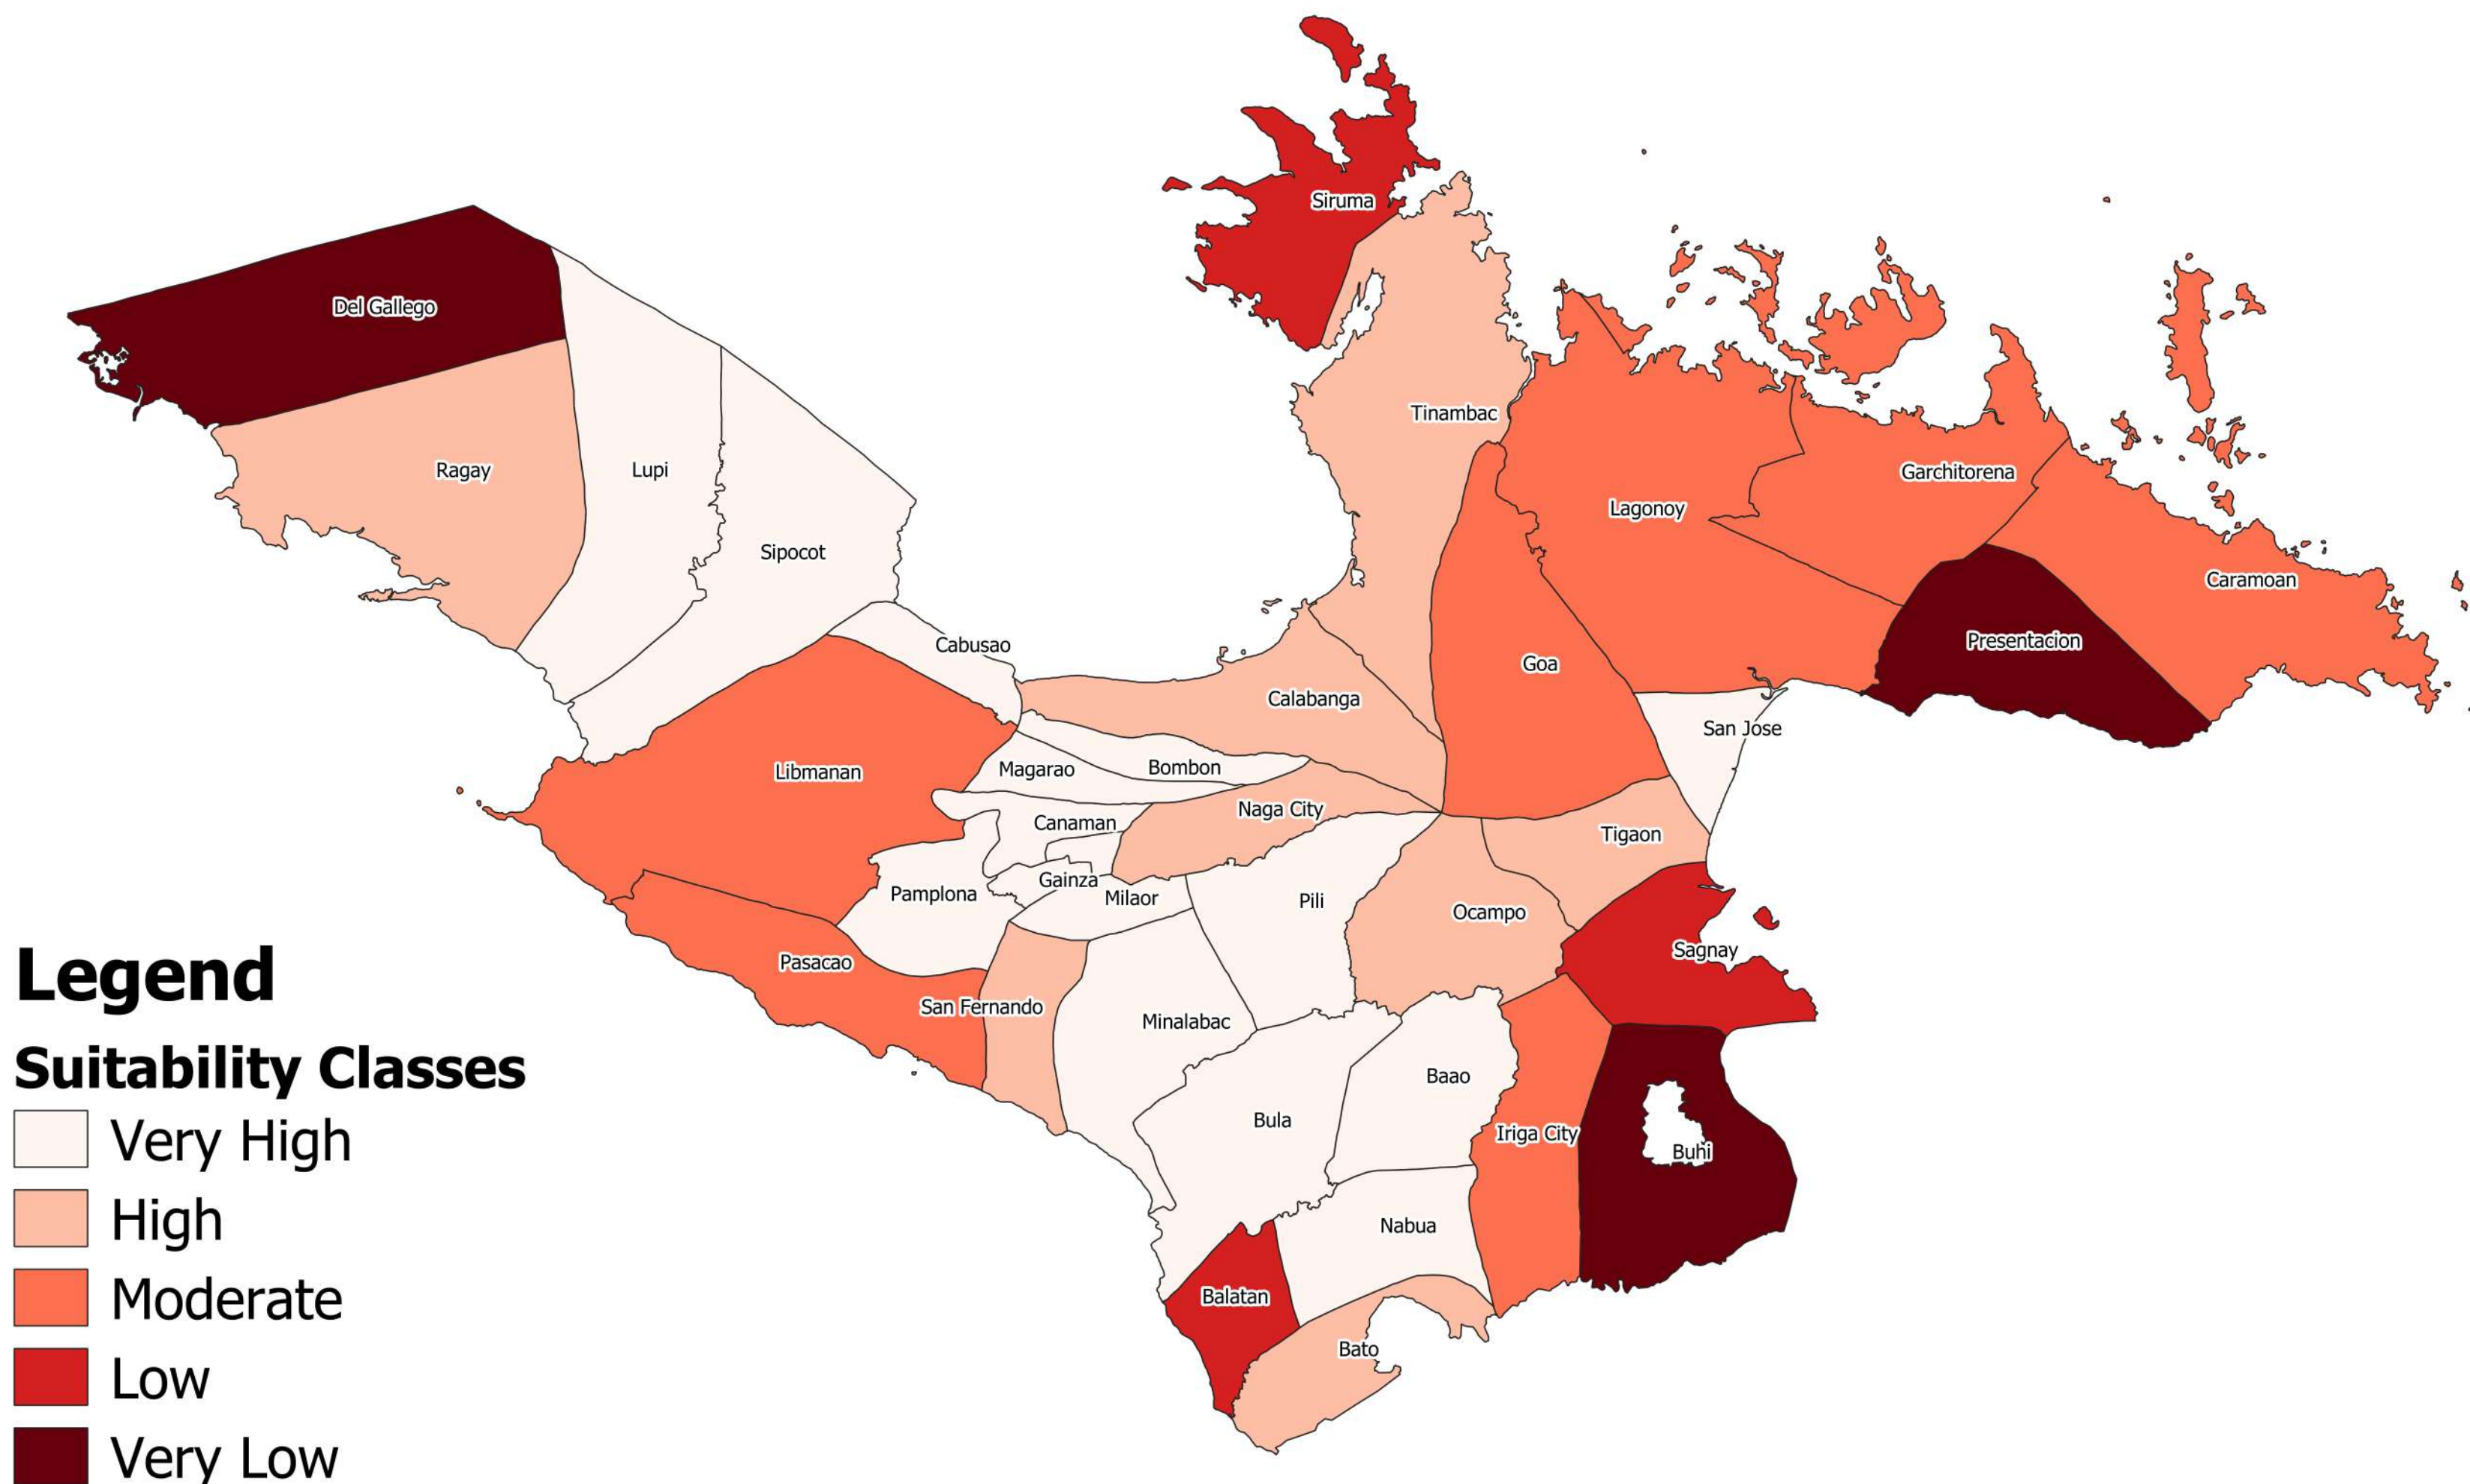 Siruma
Del Gallego
Tinambac
Ragay
Lupi
Garchitorena
Lagonoy
Sipocot
Caramoan
Cabusao
Presentacion
Goa
Calabanga
San Jose
Libmanan
Magarao
Bombon
Naga City
Canaman
Tigaon
Gainza
Pamplona
Milaor
Pili
Ocampo
Pasacao
Sagnay
San Fernando
Minalabac
Baao
Bula
Iriga City
Buhi
Nabua
Balatan
Bato
Legend
Suitability Classes
Very High
High
Moderate
Low
Very Low